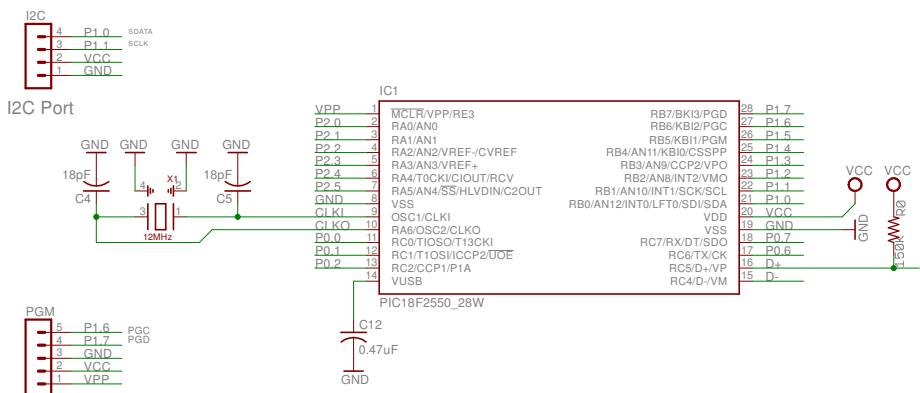 I2C
4 P1.0 SDATA
3 P1.1 SCLK
2 VCC
1 GND
I2C Port
GND GND GND GND
18pF C4
4 X1 2
3 1
12MHz
18pF C5
IC1
VPP 1 MCLR/VPP/RE3
P2.0 2 RA0/AN0
P2.1 3 RA1/AN1
P2.2 4 RA2/AN2/VREF-/CVREF
P2.3 5 RA3/AN3/VREF+
P2.4 6 RA4/T0CKI/CIOUT/RCV
P2.5 7 RA5/AN4/SS/HLVDIN/C2OUT
GND 8 VSS
CLKI 9 OSC1/CLKI
CLKO 10 RA6/OSC2/CLKO
P0.0 11 RC0/TIOSO/T13CKI
P0.1 12 RC1/T1OSI/ICCP2/UOE
P0.2 13 RC2/CCP1/P1A
14 VUSB
RB7/BKI3/PGD 28 P1.7
RB6/KBI2/PGC 27 P1.6
RB5/KBI1/PGM 26 P1.5
RB4/AN11/KBI0/CSSPP 25 P1.4
RB3/AN9/CCP2/VPO 24 P1.3
RB2/AN8/INT2/VMO 23 P1.2
RB1/AN10/INT1/SCK/SCL 22 P1.1
RB0/AN12/INT0/LFT0/SDI/SDA 21 P1.0
VDD 20 VCC
VSS 19 GND
RC7/RX/DT/SDO 18 P0.7
RC6/TX/CK 17 P0.6
RC5/D+/VP 16 D+
RC4/D-/VM 15 D-
PIC18F2550_28W
VCC VCC
GND
R0
150K
C12
0.47uF
GND
PGM
5 P1.6 PGC
4 P1.7 PGD
3 GND
2 VCC
1 VPP